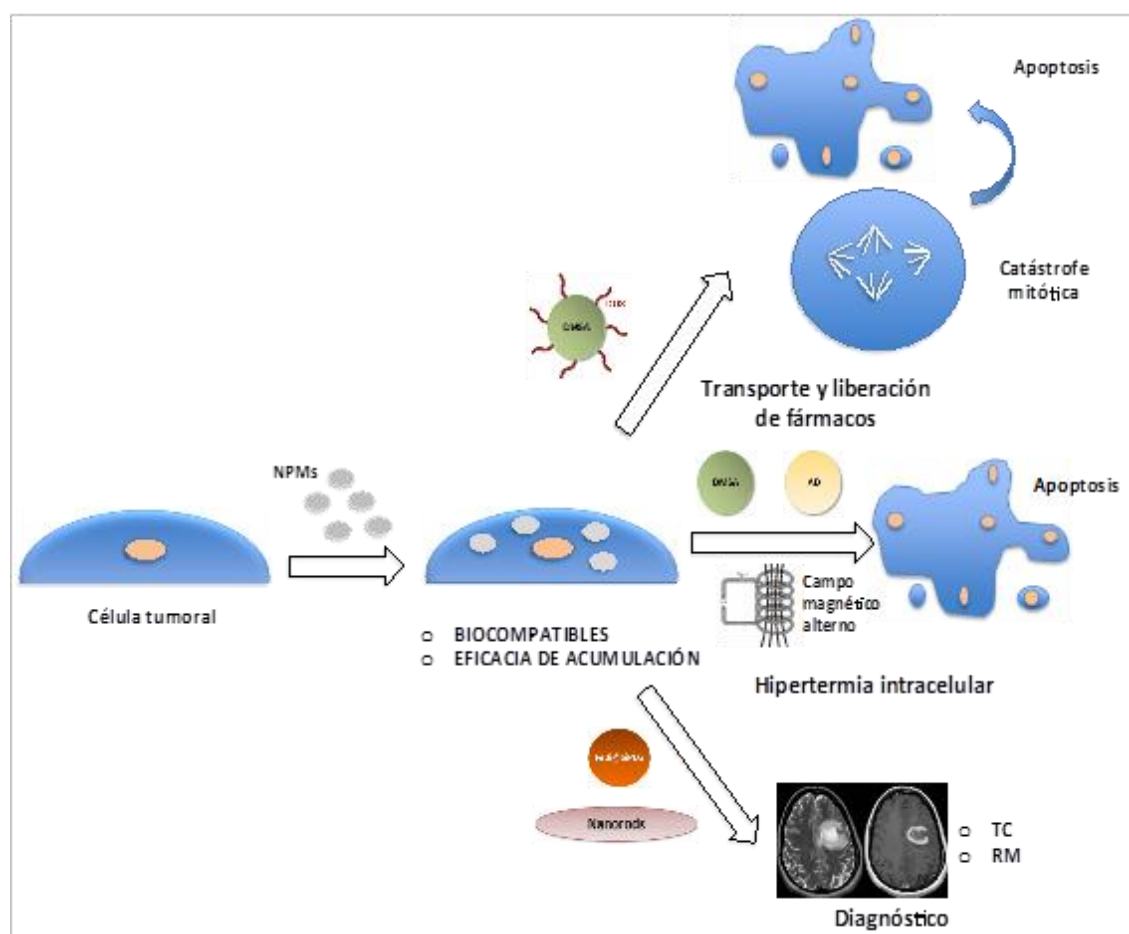 Apoptosis
Catástrofe
mitótica
DMSA
Transporte y liberación
de fármacos
NPMs
DMSA
AD
Apoptosis
Campo
magnético
alterno
Célula tumoral
BIOCOMPATIBLES
EFICACIA DE ACUMULACIÓN
Hipertermia intracelular
Nanorods
TC
RM
Diagnóstico